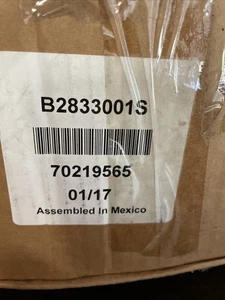 B2833001S
70219565
01/17
Assembled In Mexico